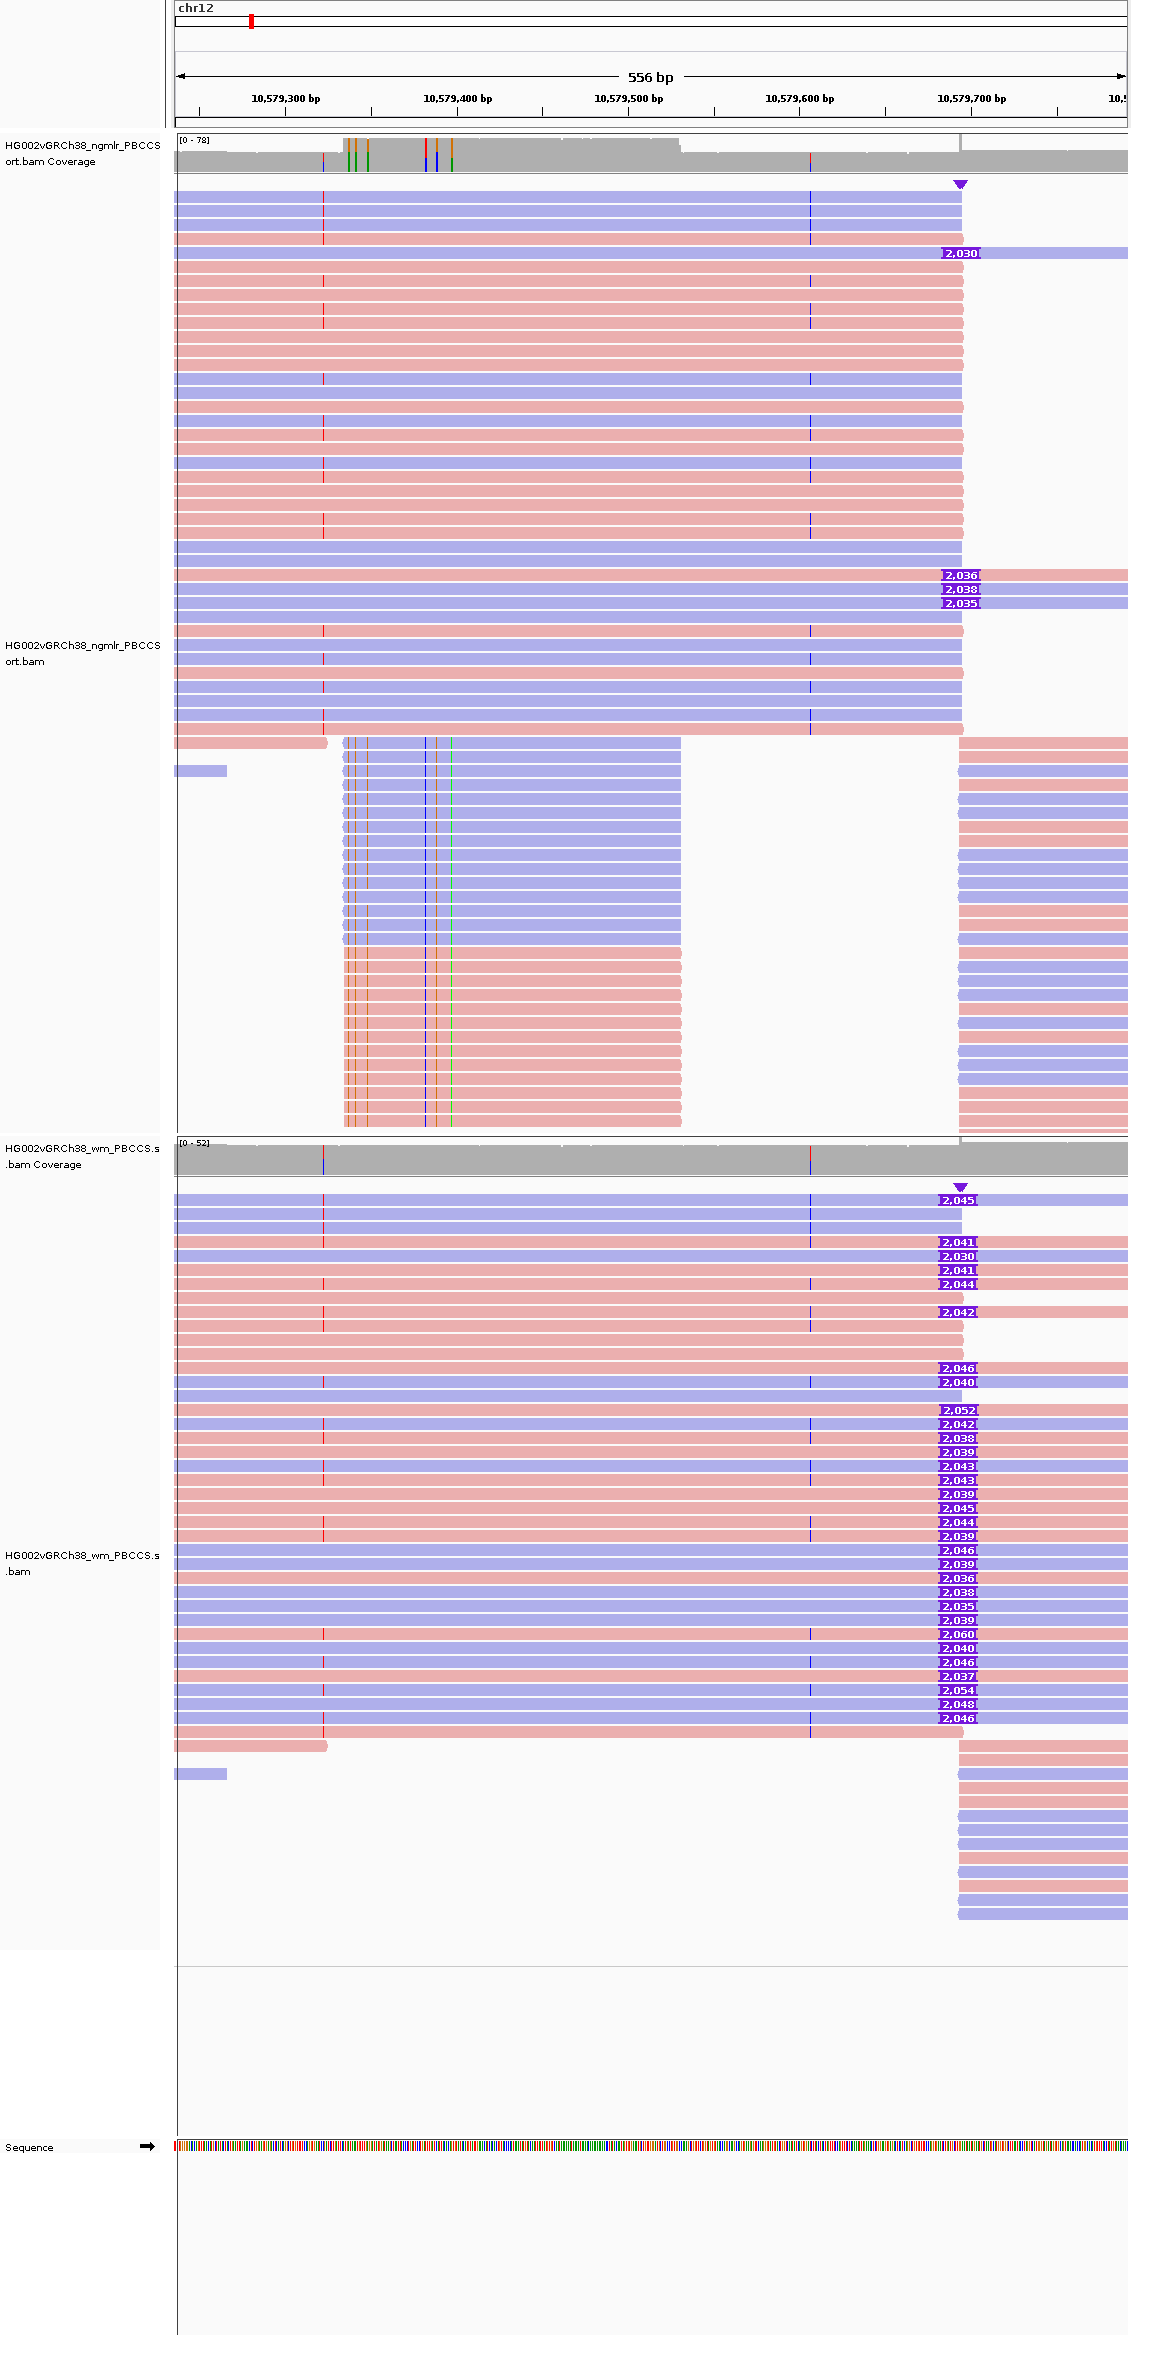 chr12
556 bp
10,579,300 bp 10,579,400 bp 10,579,500 bp 10,579,600 bp 10,579,700 bp 10,5
HG002vGRCh38_ngmlr_PBCCS
ort.bam Coverage
[0 - 78]
2,030
2,036
2,038
2,035
HG002vGRCh38_ngmlr_PBCCS
ort.bam
HG002vGRCh38_wm_PBCCS.s
.bam Coverage
[0 - 52]
2,045
2,041
2,030
2,041
2,044
2,042
2,046
2,040
2,052
2,042
2,038
2,039
2,043
2,043
2,039
2,045
2,044
2,039
2,046
HG002vGRCh38_wm_PBCCS.s
.bam
2,039
2,036
2,038
2,035
2,039
2,060
2,040
2,046
2,037
2,054
2,048
2,046
Sequence